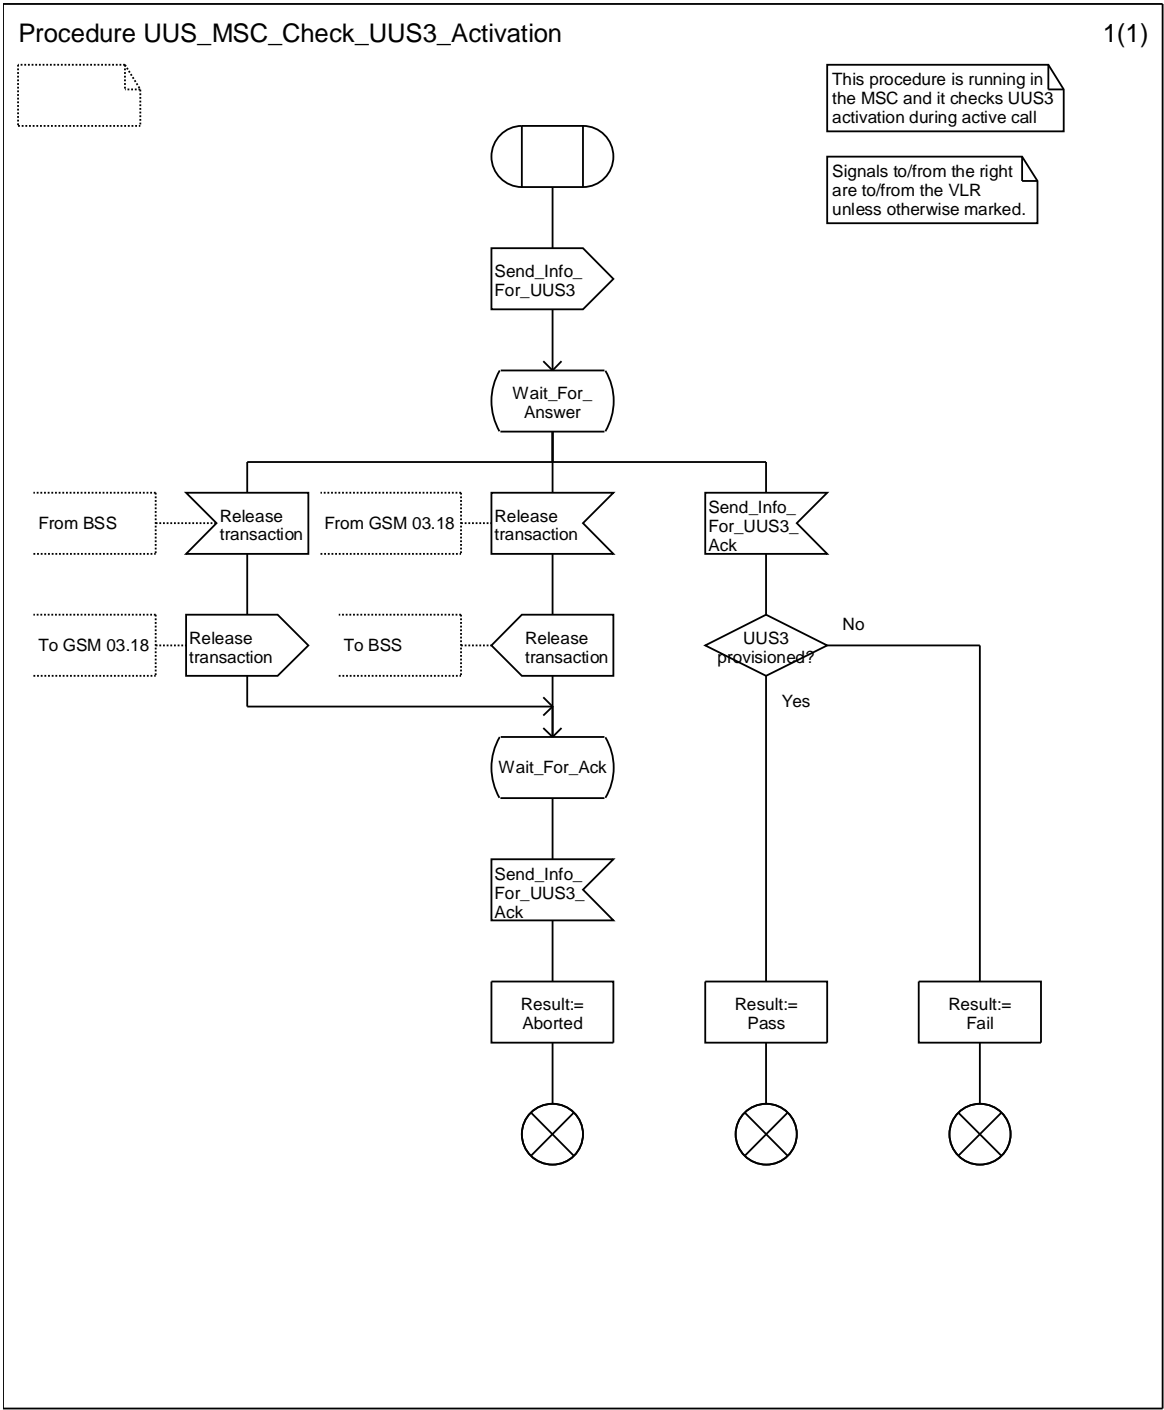 Procedure UUS_MSC_Check_UUS3_Activation
1(1)
This procedure is running in
the MSC and it checks UUS3
activation during active call
Signals to/from the right
are to/from the VLR
unless otherwise marked.
Send_Info_
For_UUS3
Wait_For_
Answer
From BSS
Release
transaction
From GSM 03.18
Release
transaction
Send_Info_
For_UUS3_
Ack
To GSM 03.18
Release
transaction
To BSS
Release
transaction
UUS3
provisioned?
No
Yes
Wait_For_Ack
Send_Info_
For_UUS3_
Ack
Result:=
Aborted
Result:=
Pass
Result:=
Fail